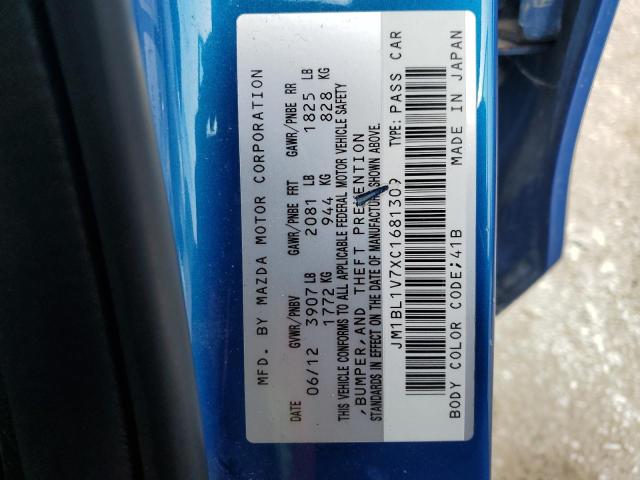 MFD. BY MAZDA MOTOR CORPORATION
DATE GVWR/PNBV GAWR/PNBE FRT GAWR/PNBE RR
06/12 3907 LB 2081 LB 1825 LB
1772 KG 944 KG 828 KG
THIS VEHICLE CONFORMS TO ALL APPLICABLE FEDERAL MOTOR VEHICLE SAFETY
,BUMPER,AND THEFT PREVENTION
STANDARDS IN EFFECT ON THE DATE OF MANUFACTURE SHOWN ABOVE.
JM1BL1V7XC1681309 TYPE: PASS CAR
BODY COLOR CODE;41B MADE IN JAPAN